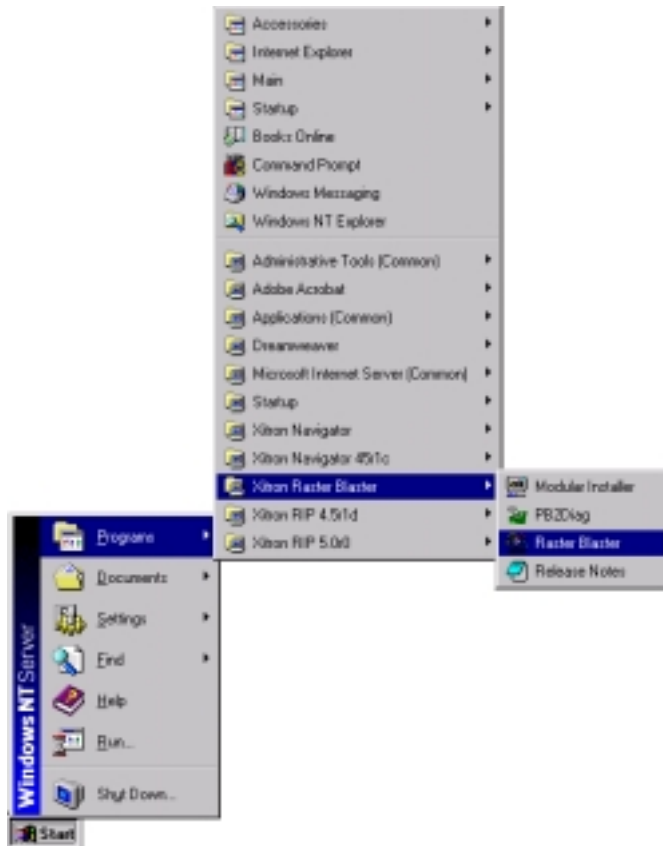 Accessories
Internet Explorer
Main
Startup
Books Online
Command Prompt
Windows Messaging
Windows NT Explorer
Administrative Tools (Common)
Adobe Acrobat
Applications (Common)
Dreamweaver
Microsoft Internet Server (Common)
Startup
Xitron Navigator
Xitron Navigator 45r1c
Xitron Raster Blaster
Xitron RIP 4.5r1d
Xitron RIP 5.0r0
Modular Installer
PB2Diag
Raster Blaster
Release Notes
Programs
Documents
Settings
Find
Help
Run...
Shut Down...
Windows NT Server
Start